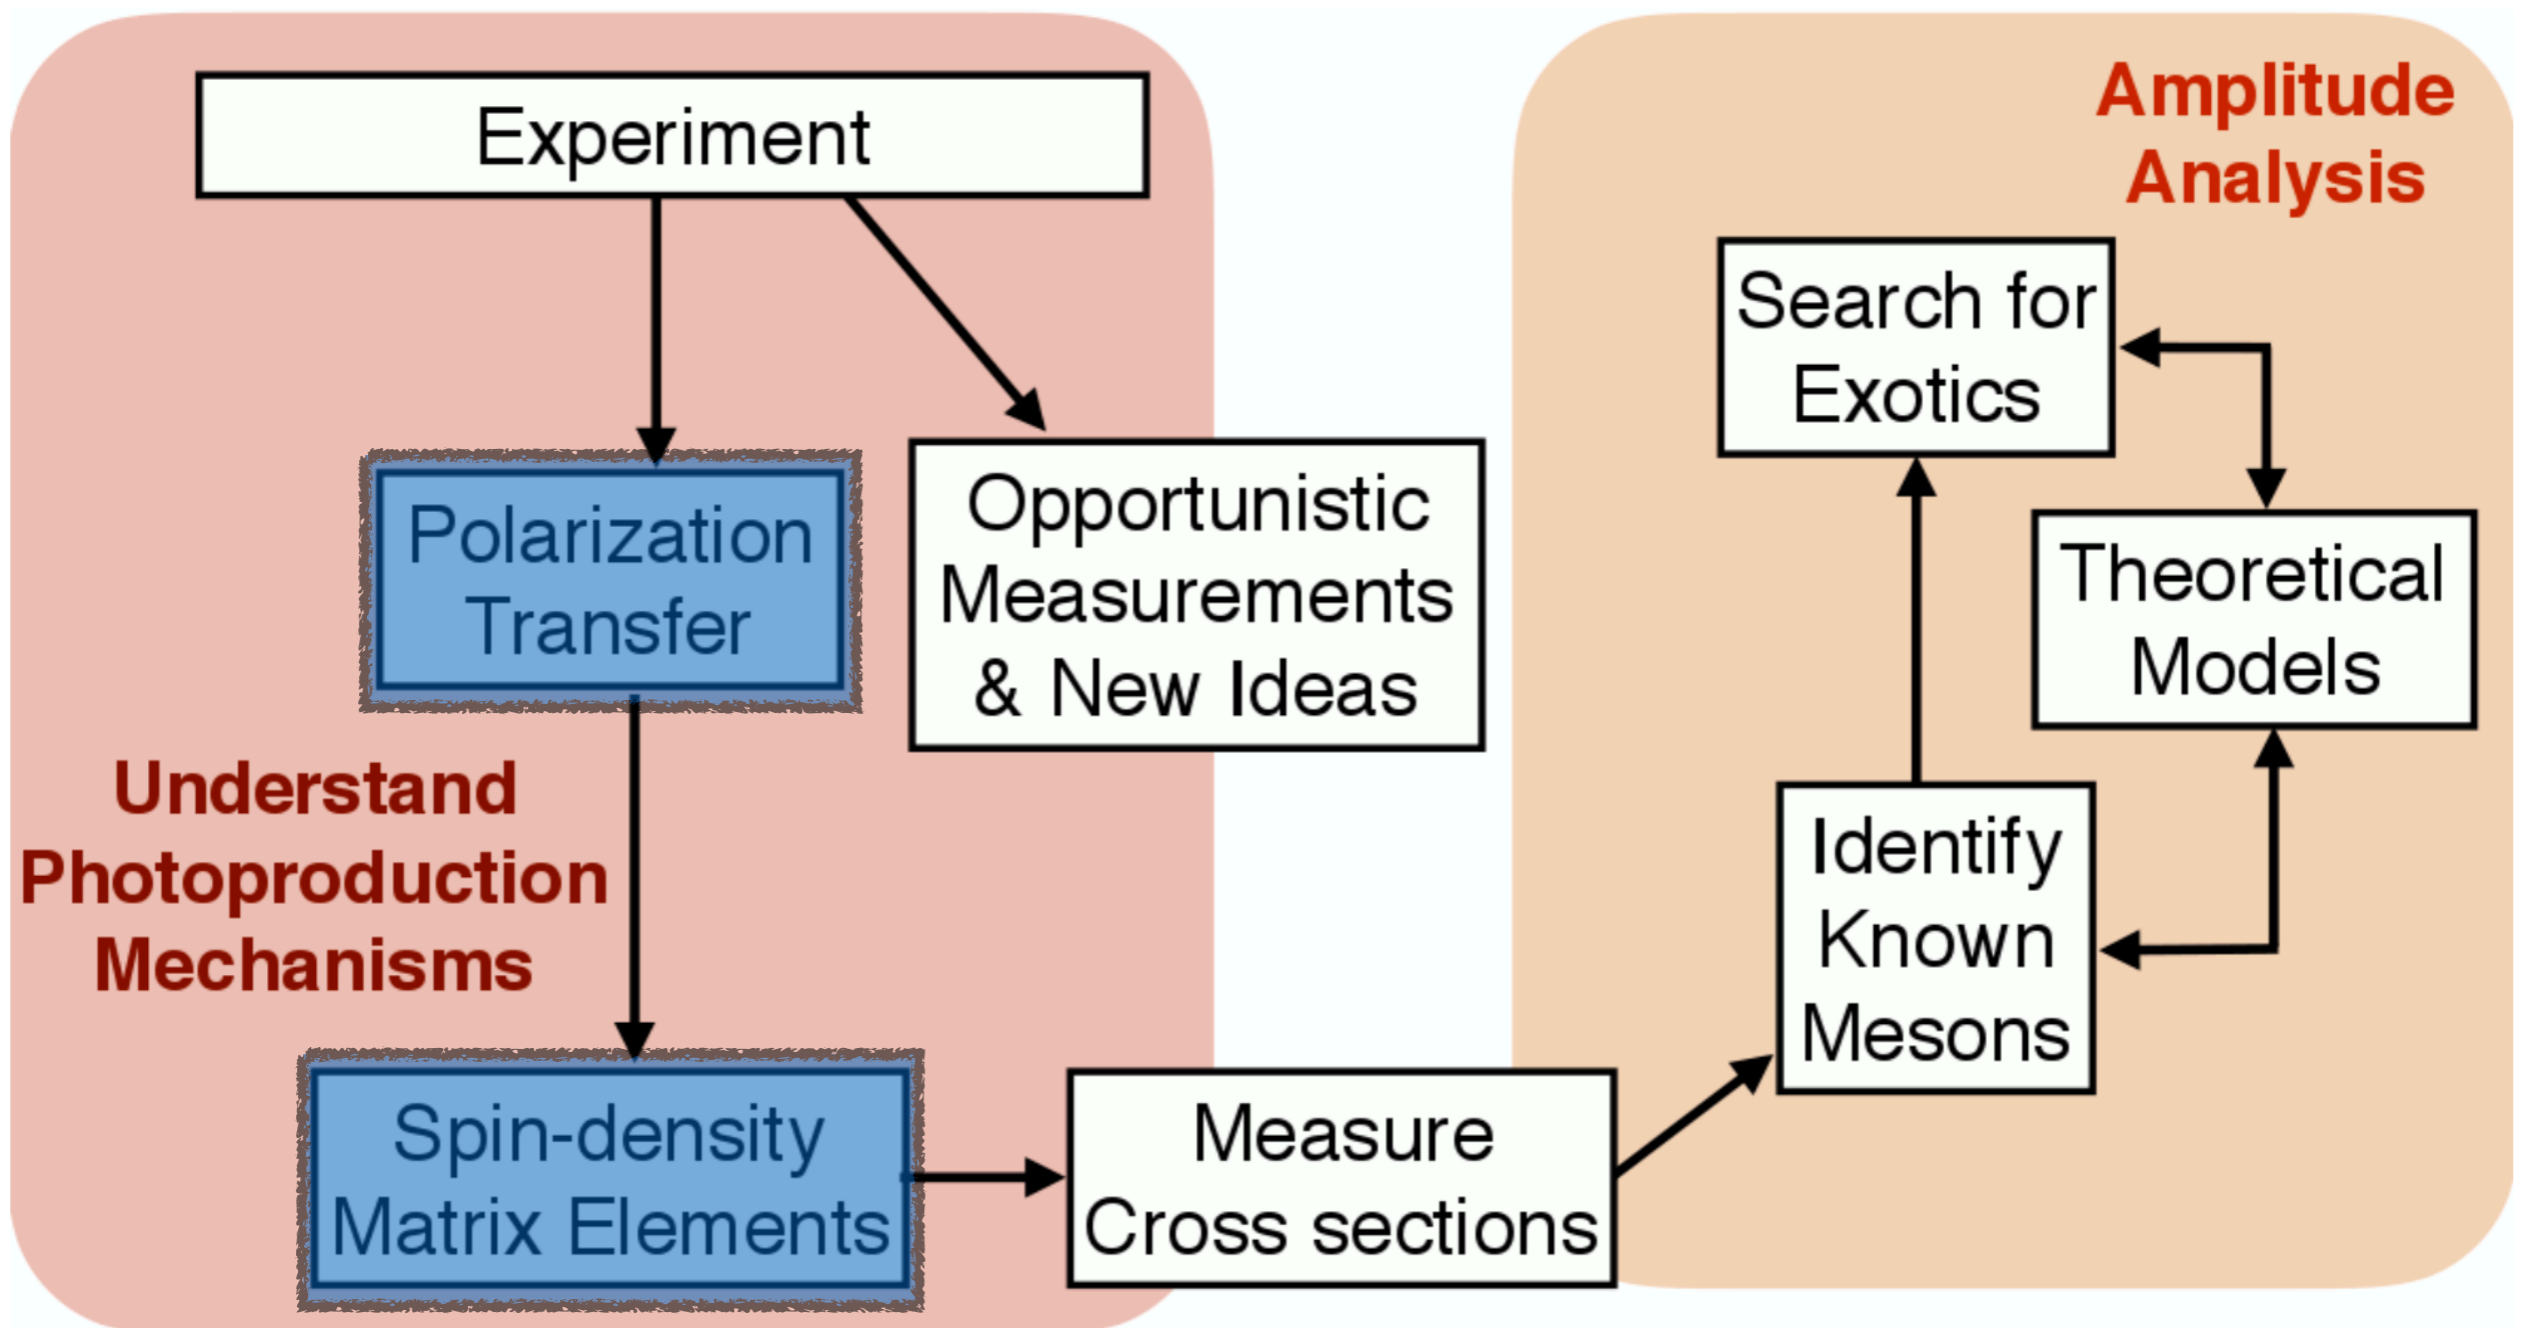 Experiment
Polarization
Transfer
Opportunistic
Measurements
& New Ideas
Understand
Photoproduction
Mechanisms
Spin-density
Matrix Elements
Measure
Cross sections
Amplitude
Analysis
Search for
Exotics
Theoretical
Models
Identify
Known
Mesons